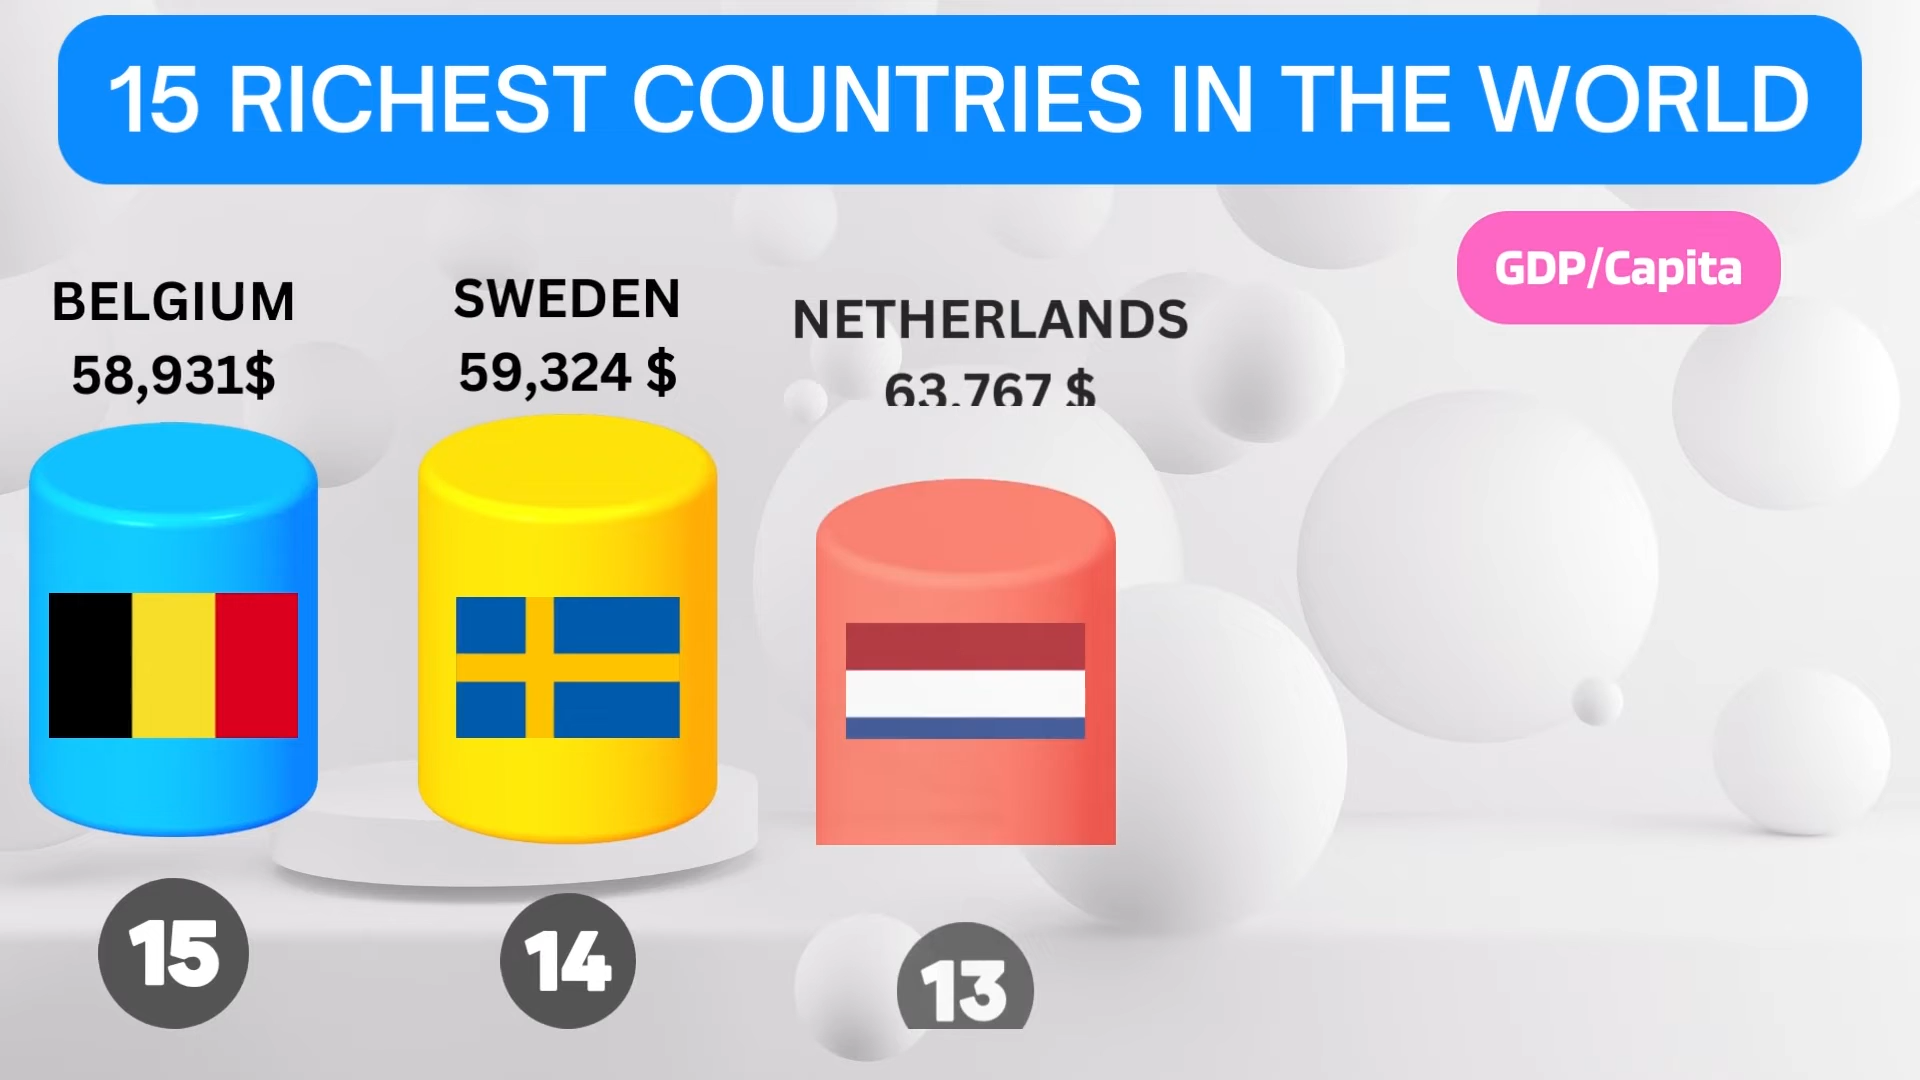 15 RICHEST COUNTRIES IN THE WORLD
GDP/Capita
BELGIUM
58,931$
SWEDEN
59,324 $
NETHERLANDS
63.767 $
15
14
13